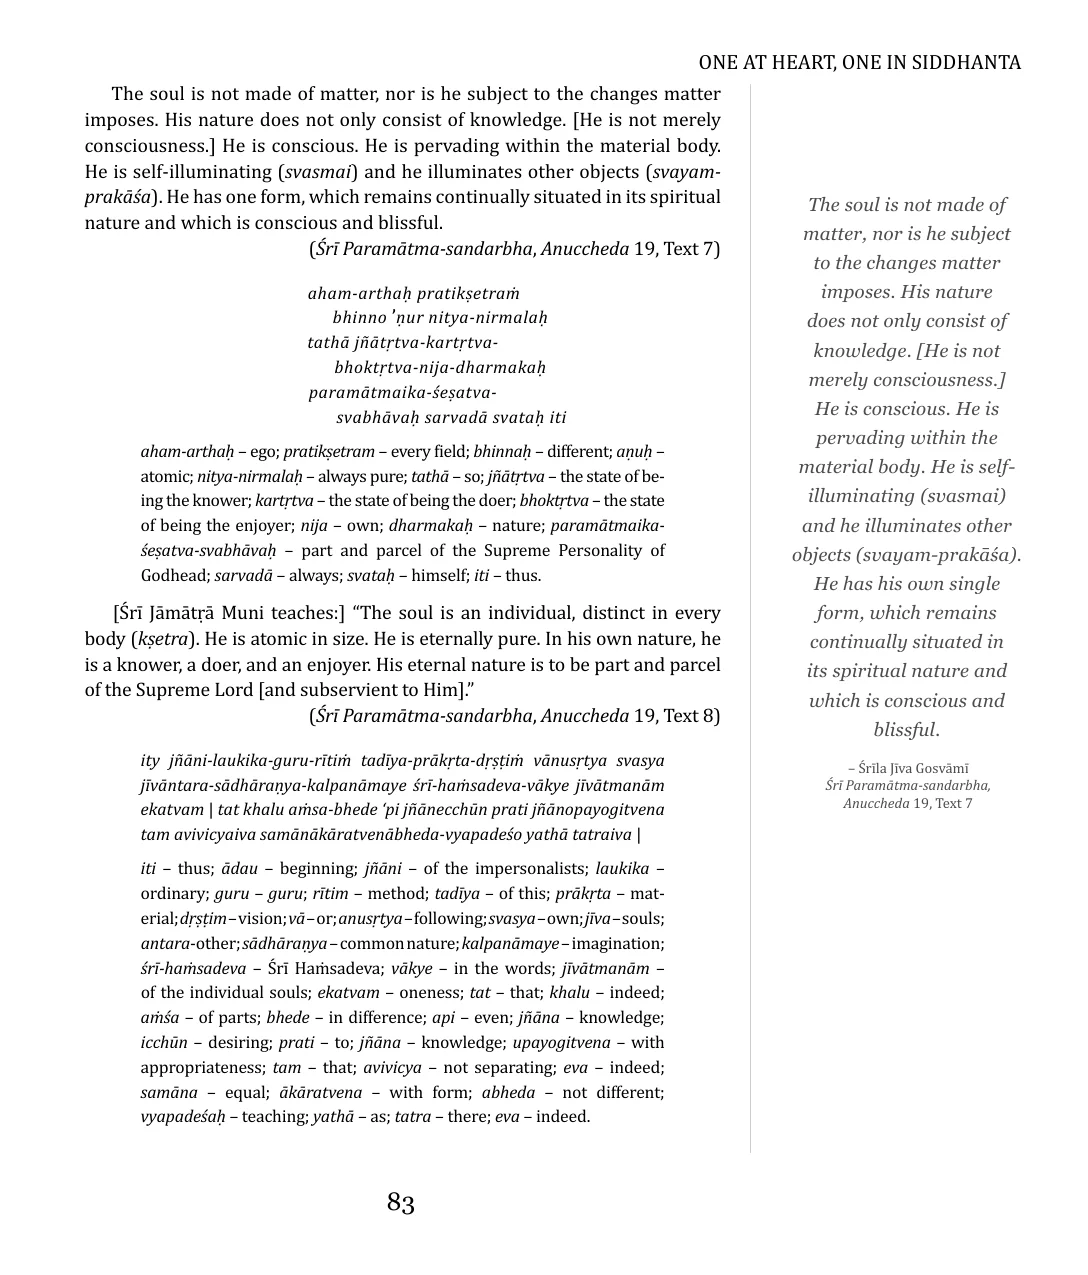 ONE AT HEART, ONE IN SIDDHANTA
The soul is not made of matter, nor is he subject to the changes matter
imposes. His nature does not only consist of knowledge. [He is not merely
consciousness.] He is conscious. He is pervading within the material body.
He is self-illuminating (svasmai) and he illuminates other objects (svayam-
prakāśa). He has one form, which remains continually situated in its spiritual
nature and which is conscious and blissful.
(Śrī Paramātma-sandarbha, Anuccheda 19, Text 7)
aham-arthaḥ pratikṣetraṁ
bhinno ’ṇur nitya-nirmalaḥ
tathā jñātṛtva-kartṛtva-
bhoktṛtva-nija-dharmakaḥ
paramātmaika-śeṣatva-
svabhāvaḥ sarvadā svataḥ iti
aham-arthaḥ – ego; pratikṣetram – every field; bhinnaḥ – different; aṇuḥ –
atomic; nitya-nirmalaḥ – always pure; tathā – so; jñātṛtva – the state of be-
ing the knower; kartṛtva – the state of being the doer; bhoktṛtva – the state
of being the enjoyer; nija – own; dharmakaḥ – nature; paramātmaika-
śeṣatva-svabhāvaḥ – part and parcel of the Supreme Personality of
Godhead; sarvadā – always; svataḥ – himself; iti – thus.
[Śrī Jāmātṛā Muni teaches:] “The soul is an individual, distinct in every
body (kṣetra). He is atomic in size. He is eternally pure. In his own nature, he
is a knower, a doer, and an enjoyer. His eternal nature is to be part and parcel
of the Supreme Lord [and subservient to Him].”
(Śrī Paramātma-sandarbha, Anuccheda 19, Text 8)
ity jñāni-laukika-guru-rītiṁ tadīya-prākṛta-dṛṣṭiṁ vānusṛtya svasya
jīvāntara-sādhāraṇya-kalpanāmaye śrī-haṁsadeva-vākye jīvātmanām
ekatvam | tat khalu aṁsa-bhede ‘pi jñānecchūn prati jñānopayogitvena
tam avivicyaiva samānākāratvenābheda-vyapadeśo yathā tatraiva |
iti – thus; ādau – beginning; jñāni – of the impersonalists; laukika –
ordinary; guru – guru; rītim – method; tadīya – of this; prākṛta – mat-
erial; dṛṣṭim – vision; vā – or; anusṛtya – following; svasya – own; jīva – souls;
antara-other; sādhāraṇya – common nature; kalpanāmaye – imagination;
śrī-haṁsadeva – Śrī Haṁsadeva; vākye – in the words; jīvātmanām –
of the individual souls; ekatvam – oneness; tat – that; khalu – indeed;
aṁśa – of parts; bhede – in difference; api – even; jñāna – knowledge;
icchūn – desiring; prati – to; jñāna – knowledge; upayogitvena – with
appropriateness; tam – that; avivicya – not separating; eva – indeed;
samāna – equal; ākāratvena – with form; abheda – not different;
vyapadeśaḥ – teaching; yathā – as; tatra – there; eva – indeed.
The soul is not made of
matter, nor is he subject
to the changes matter
imposes. His nature
does not only consist of
knowledge. [He is not
merely consciousness.]
He is conscious. He is
pervading within the
material body. He is self-
illuminating (svasmai)
and he illuminates other
objects (svayam-prakāśa).
He has his own single
form, which remains
continually situated in
its spiritual nature and
which is conscious and
blissful.
– Śrīla Jīva Gosvāmī
Śrī Paramātma-sandarbha,
Anuccheda 19, Text 7
83